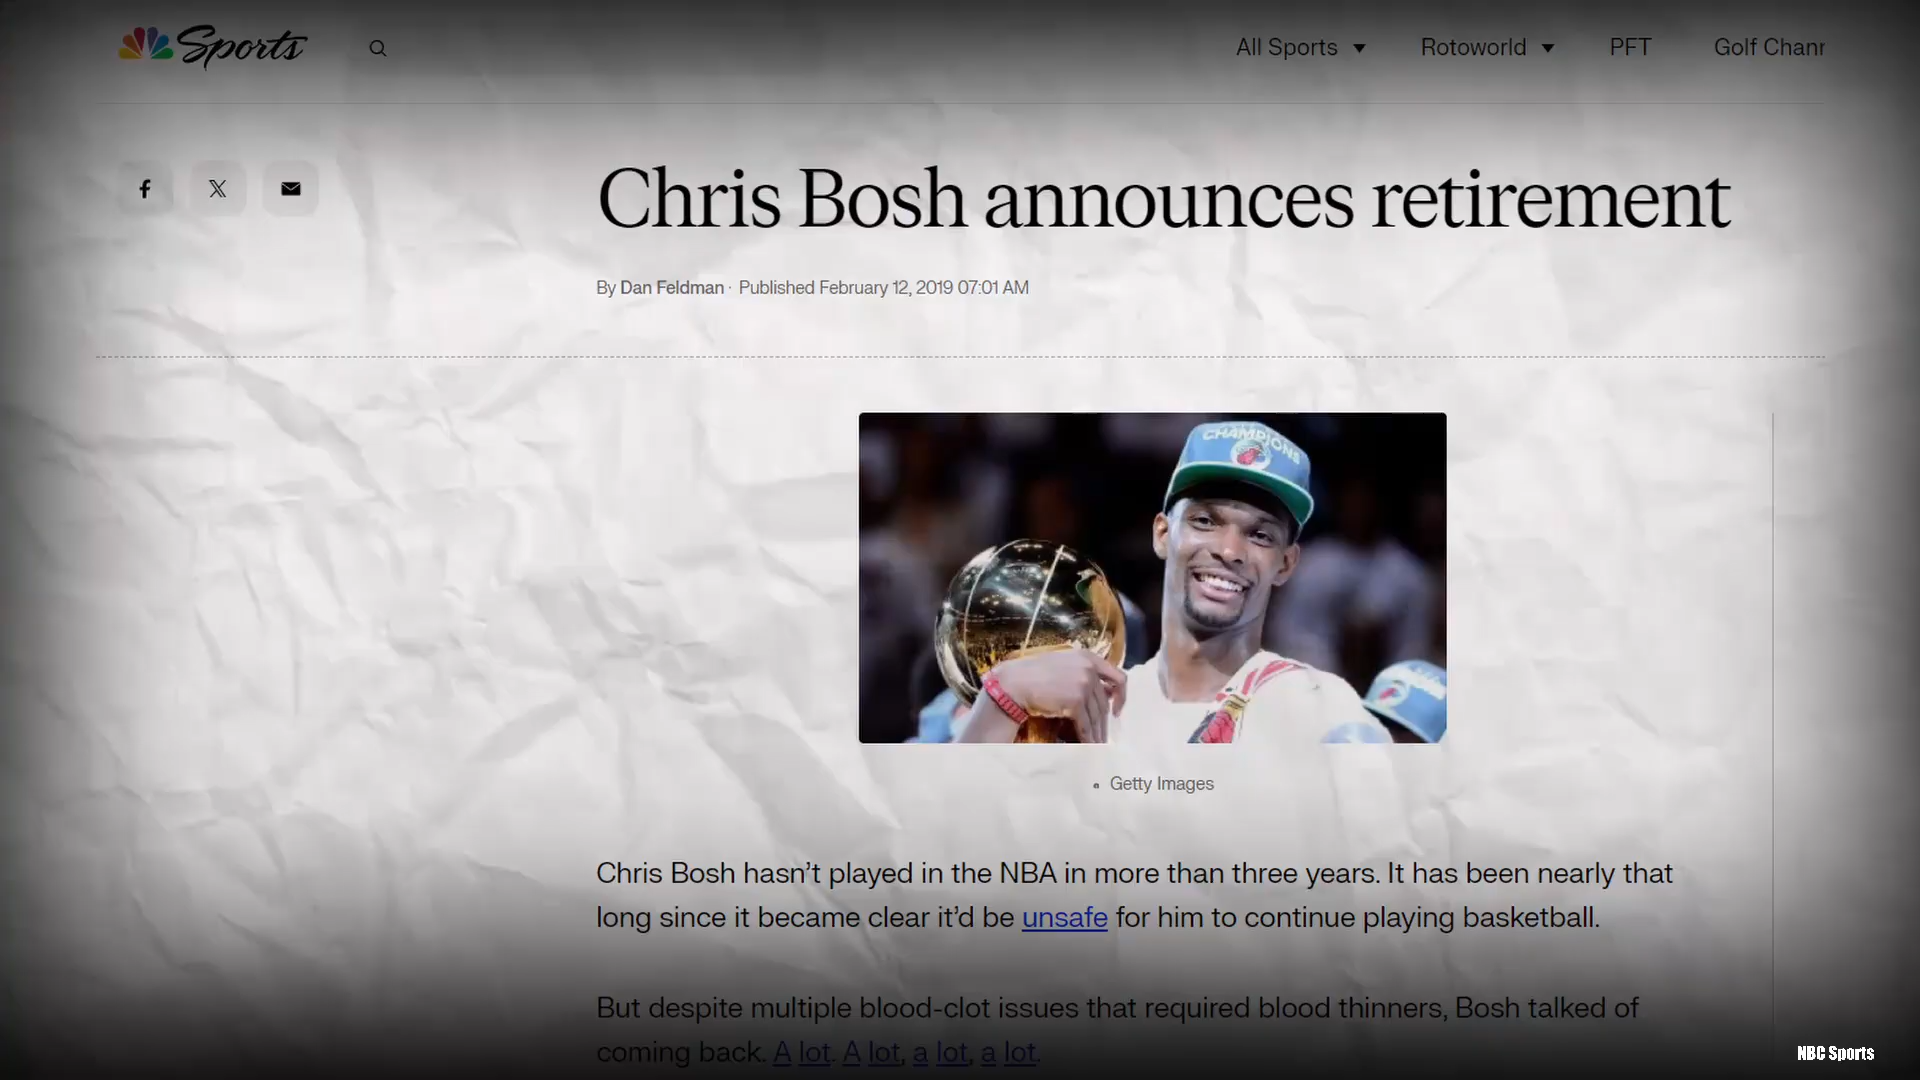 Sports
All Sports
Rotoworld
PFT
Golf Chanr
Chris Bosh announces retirement
By Dan Feldman · Published February 12, 2019 07:01 AM
CHAMPIONS
Getty Images
Chris Bosh hasn’t played in the NBA in more than three years. It has been nearly that
long since it became clear it’d be unsafe for him to continue playing basketball.
But despite multiple blood-clot issues that required blood thinners, Bosh talked of
coming back. A lot. A lot, a lot, a lot.
NBC Sports